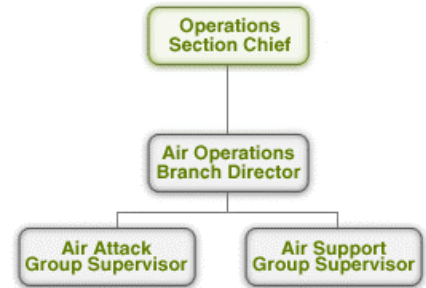 Operations
Section Chief
Air Operations
Branch Director
Air Attack
Group Supervisor
Air Support
Group Supervisor